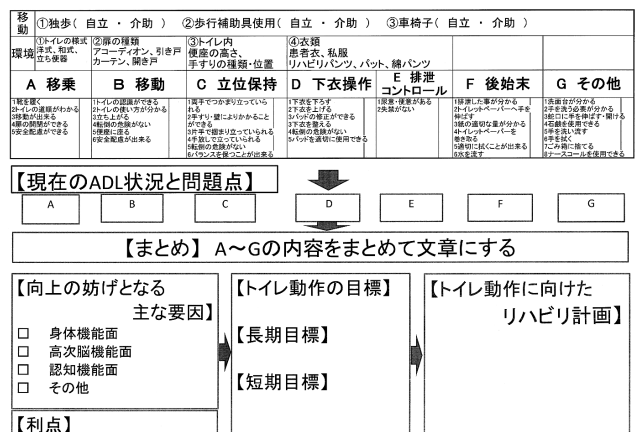 移動 ①独歩( 自立 ・ 介助 ) ②歩行補助具使用( 自立 ・ 介助 ) ③車椅子( 自立 ・ 介助 )
環境 ①トイレの様式 洋式、和式、立ち便器 ②扉の種類 アコーディオン、引き戸 カーテン、開き戸 ③トイレ内 便座の高さ、手すりの種類・位置 ④衣類 患者衣、私服 リハビリパンツ、パット、綿パンツ
A 移乗
1靴を履く
2トイレの道順がわかる
3移動が出来る
4扉の開閉ができる
5安全配慮ができる
B 移動
1トイレの認識ができる
2トイレの使い方が分かる
3立ち上がる
4転倒の危険がない
5便座に座る
6安全配慮が出来る
C 立位保持
1両手でつかまり立っていられる
2手すり・壁によりかかること
ができる
3片手で掴まり立っていられる
4手放しで立っていられる
5転倒の危険がない
6バランスを保つことが出来る
D 下衣操作
1下衣を下ろす
2下衣を上げる
3パッドの修正ができる
3下衣を整える
4転倒の危険がない
5パッドを適切に使用できる
E 排泄
コントロール
1尿意・便意がある
2失禁がない
F 後始末
1排泄した事が分かる
2トイレットペーパーへ手を
伸ばす
3紙の適切な量が分かる
4トイレットペーパーを
巻き取る
5適切に拭くことが出来る
6水を流す
G その他
1洗面台が分かる
2手を洗う必要が分かる
3蛇口に手を伸ばす・開ける
4石鹸を使用できる
5手を洗い流す
6手を拭く
7ごみ箱に捨てる
8ナースコールを使用できる
【現在のADL状況と問題点】
A B C D E F G
【まとめ】 A～Gの内容をまとめて文章にする
【向上の妨げとなる
主な要因】
□ 身体機能面
□ 高次脳機能面
□ 認知機能面
□ その他
【利点】
【トイレ動作の目標】
【長期目標】
【短期目標】
【トイレ動作に向けた
リハビリ計画】